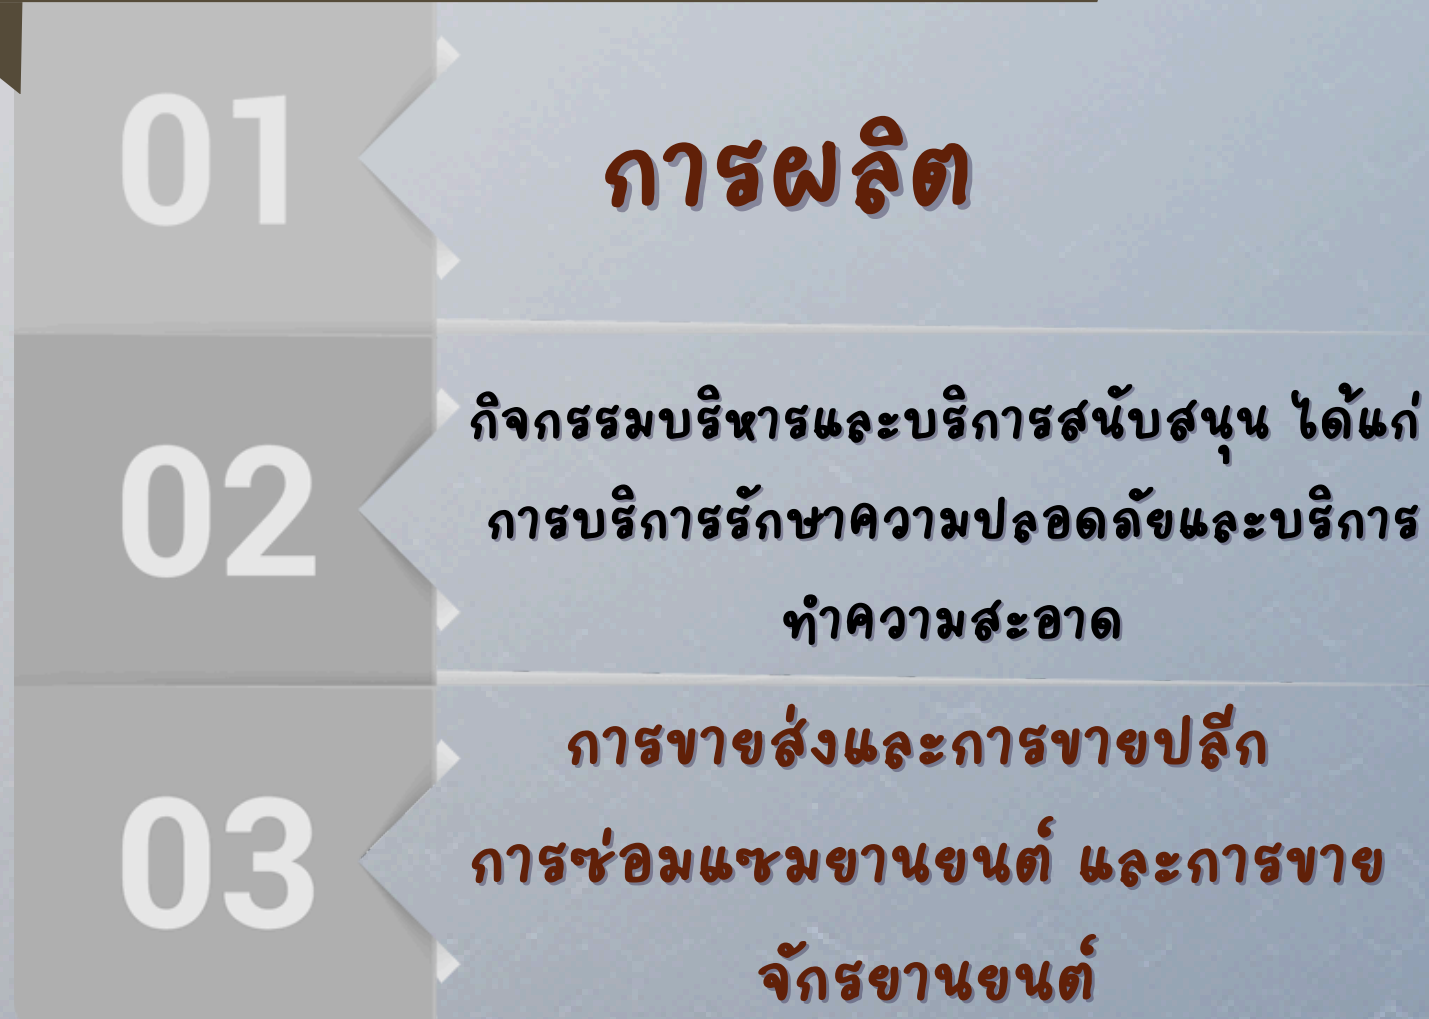 01
การผลิต
02
กิจกรรมบริหารและบริการสนับสนุน ได้แก่
การบริการรักษาความปลอดภัยและบริการ
ทำความสะอาด
03
การขายส่งและการขายปลีก
การซ่อมแซมยานยนต์ และการขาย
จักรยานยนต์